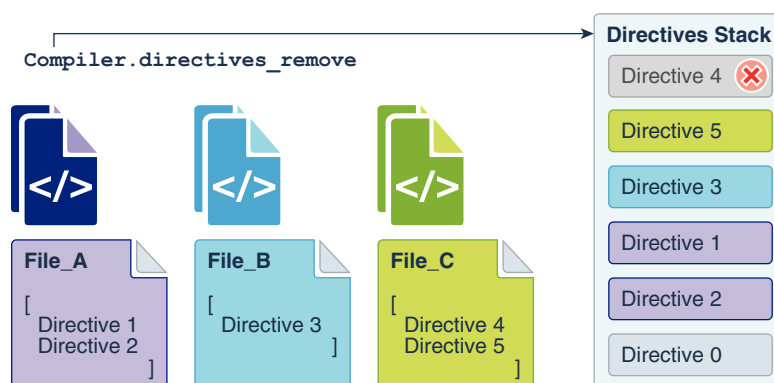 Compiler.directives_remove
</>
</>
</>
File_A
[
Directive 1
Directive 2
]
File_B
[
Directive 3
]
File_C
[
Directive 4
Directive 5
]
Directives Stack
Directive 4
Directive 5
Directive 3
Directive 1
Directive 2
Directive 0